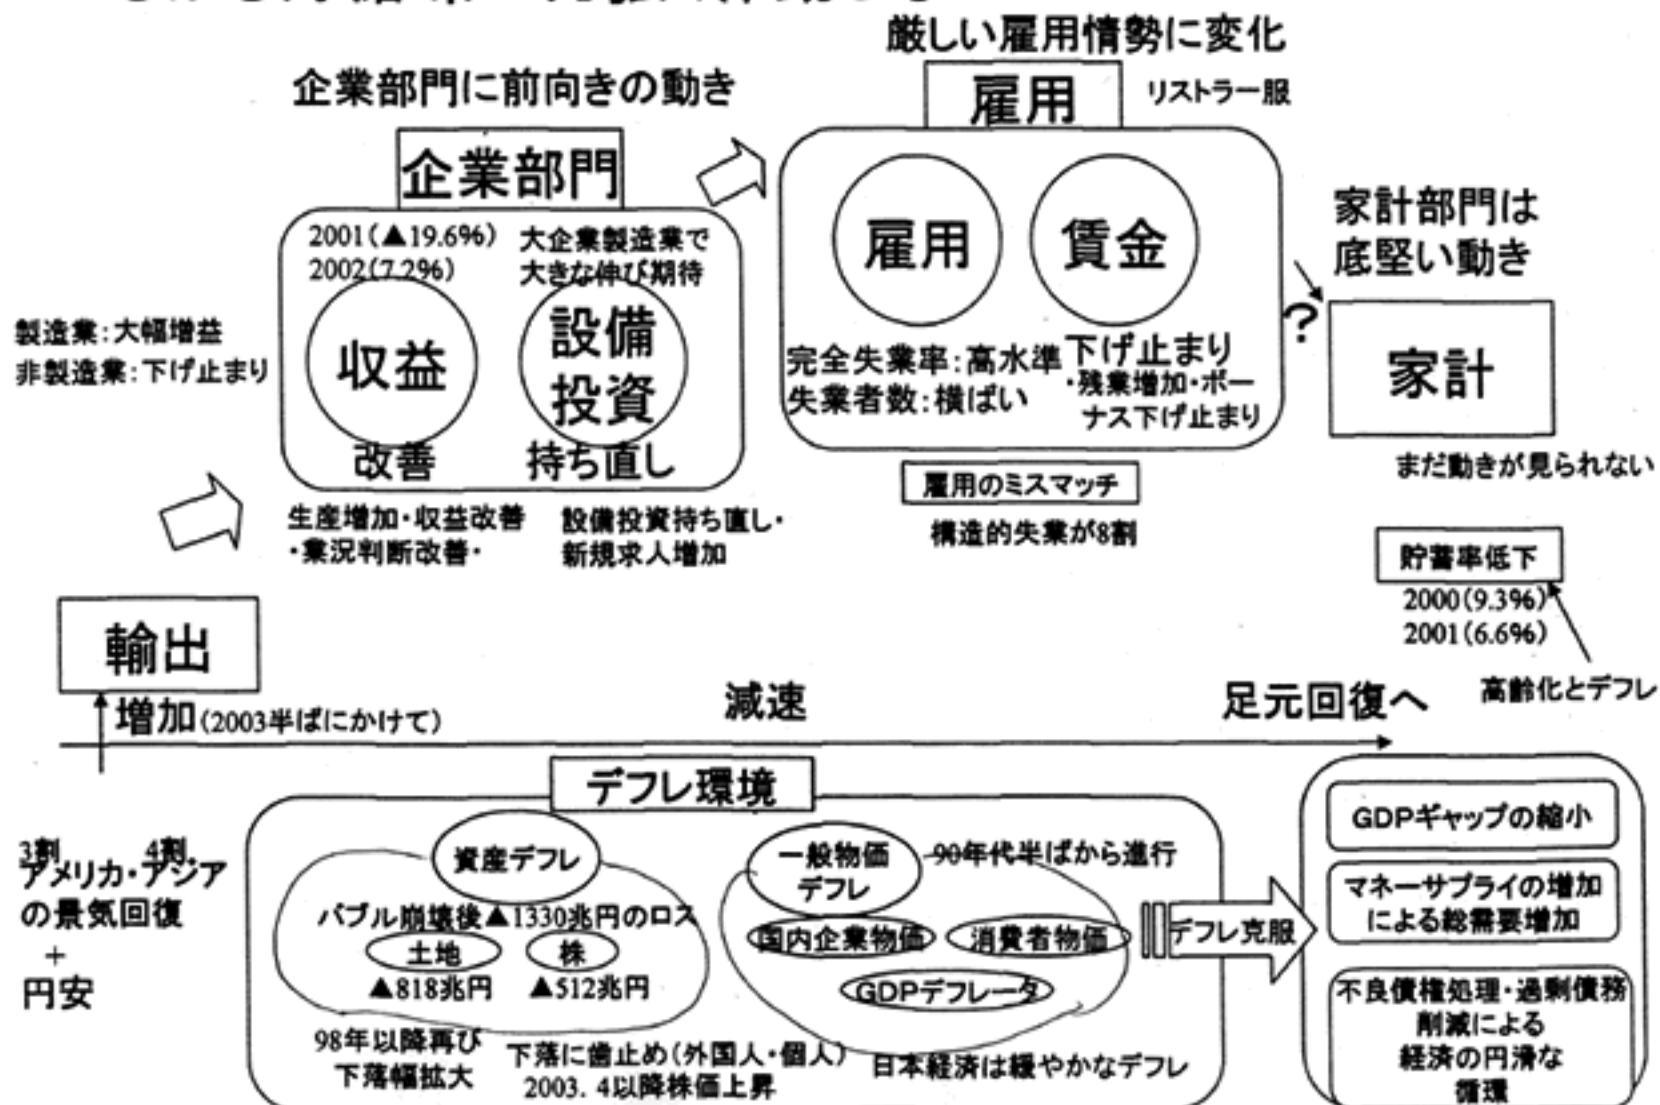 厳しい雇用情勢に変化
企業部門に前向きの動き
雇用
リストラ一服
企業部門
2001(▲19.6%)
2002(7.2%)
大企業製造業で
大きな伸び期待
収益
設備
投資
改善
持ち直し
製造業:大幅増益
非製造業:下げ止まり
生産増加・収益改善
・業況判断改善・
設備投資持ち直し・
新規求人増加
雇用
賃金
完全失業率:高水準
失業者数:横ばい
下げ止まり
・残業増加・ボー
ナス下げ止まり
雇用のミスマッチ
構造的失業が8割
家計部門は
底堅い動き
?
家計
まだ動きが見られない
貯蓄率低下
2000(9.3%)
2001(6.6%)
高齢化とデフレ
輸出
増加(2003半ばにかけて)
減速
足元回復へ
3割 4割
アメリカ・アジア
の景気回復
+
円安
デフレ環境
資産デフレ
バブル崩壊後▲1330兆円のロス
土地
株
▲818兆円
▲512兆円
98年以降再び
下落幅拡大
下落に歯止め(外国人・個人)
2003. 4以降株価上昇
一般物価
デフレ
90年代半ばから進行
国内企業物価
消費者物価
GDPデフレータ
日本経済は緩やかなデフレ
デフレ克服
GDPギャップの縮小
マネーサプライの増加
による総需要増加
不良債権処理・過剰債務
削減による
経済の円滑な
循環